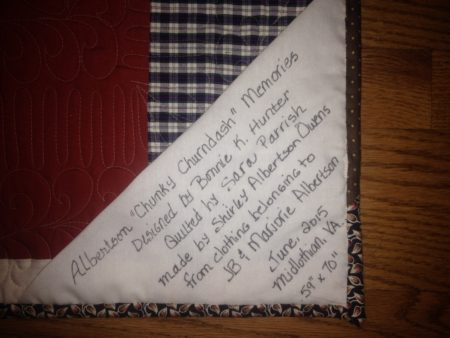 Albertson "Chunky Churndash" Memories
Designed by Bonnie K. Hunter
Quilted by Sara Parrish
made by Shirley Albertson Owens
from clothing belonging to
JB & Marjorie Albertson
June, 2015
Midlothian, VA
59" x 70"